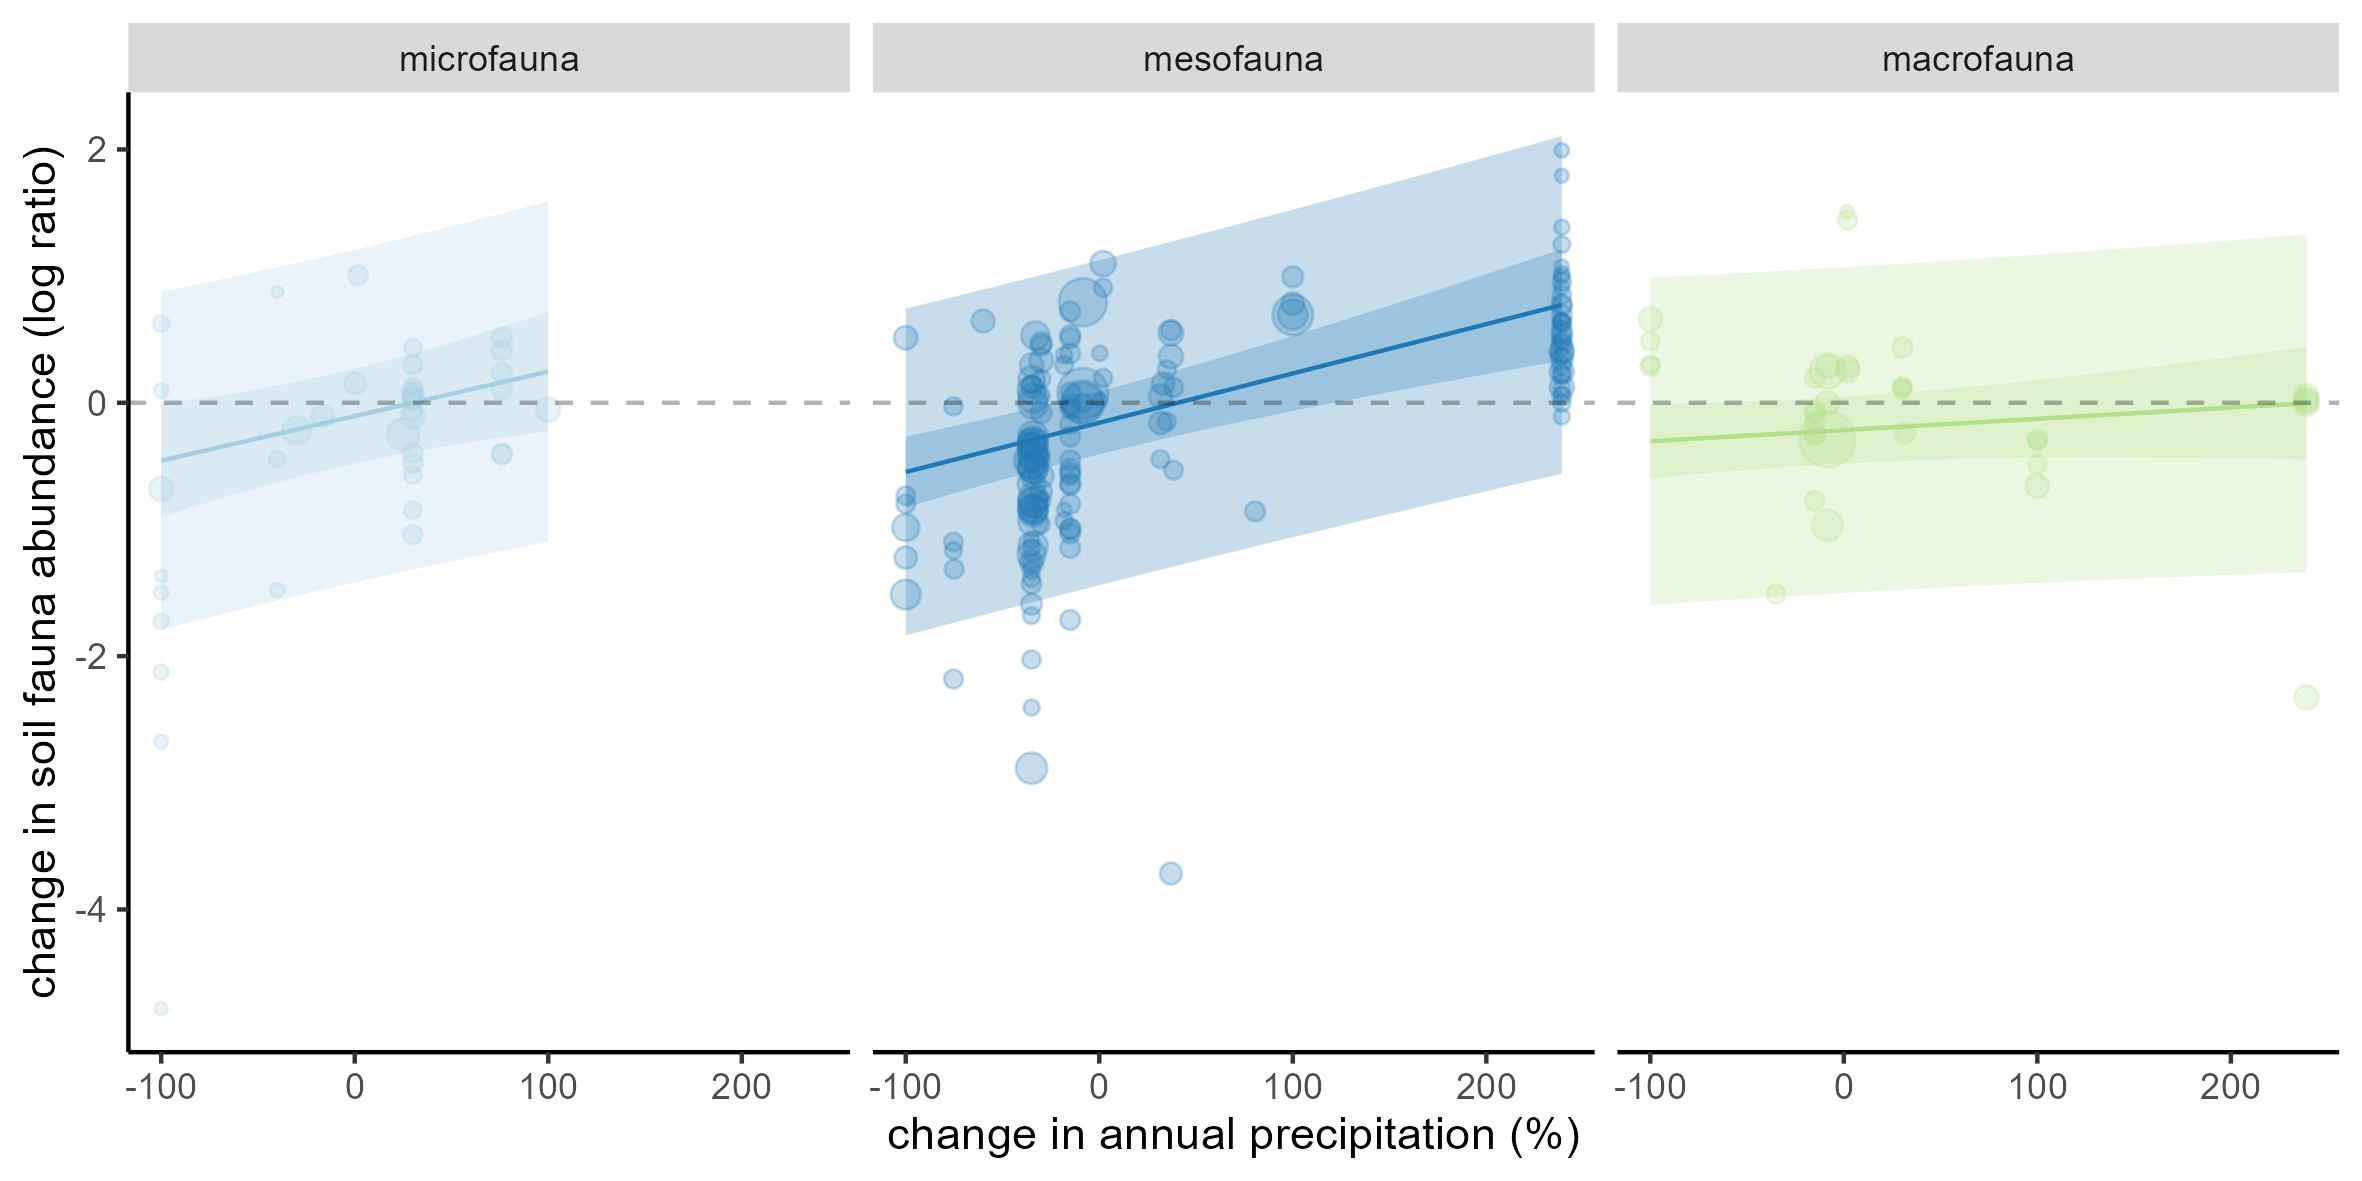 microfauna
mesofauna
macrofauna
change in soil fauna abundance (log ratio)
2
0
-2
-4
-100 0 100 200
-100 0 100 200
-100 0 100 200
change in annual precipitation (%)